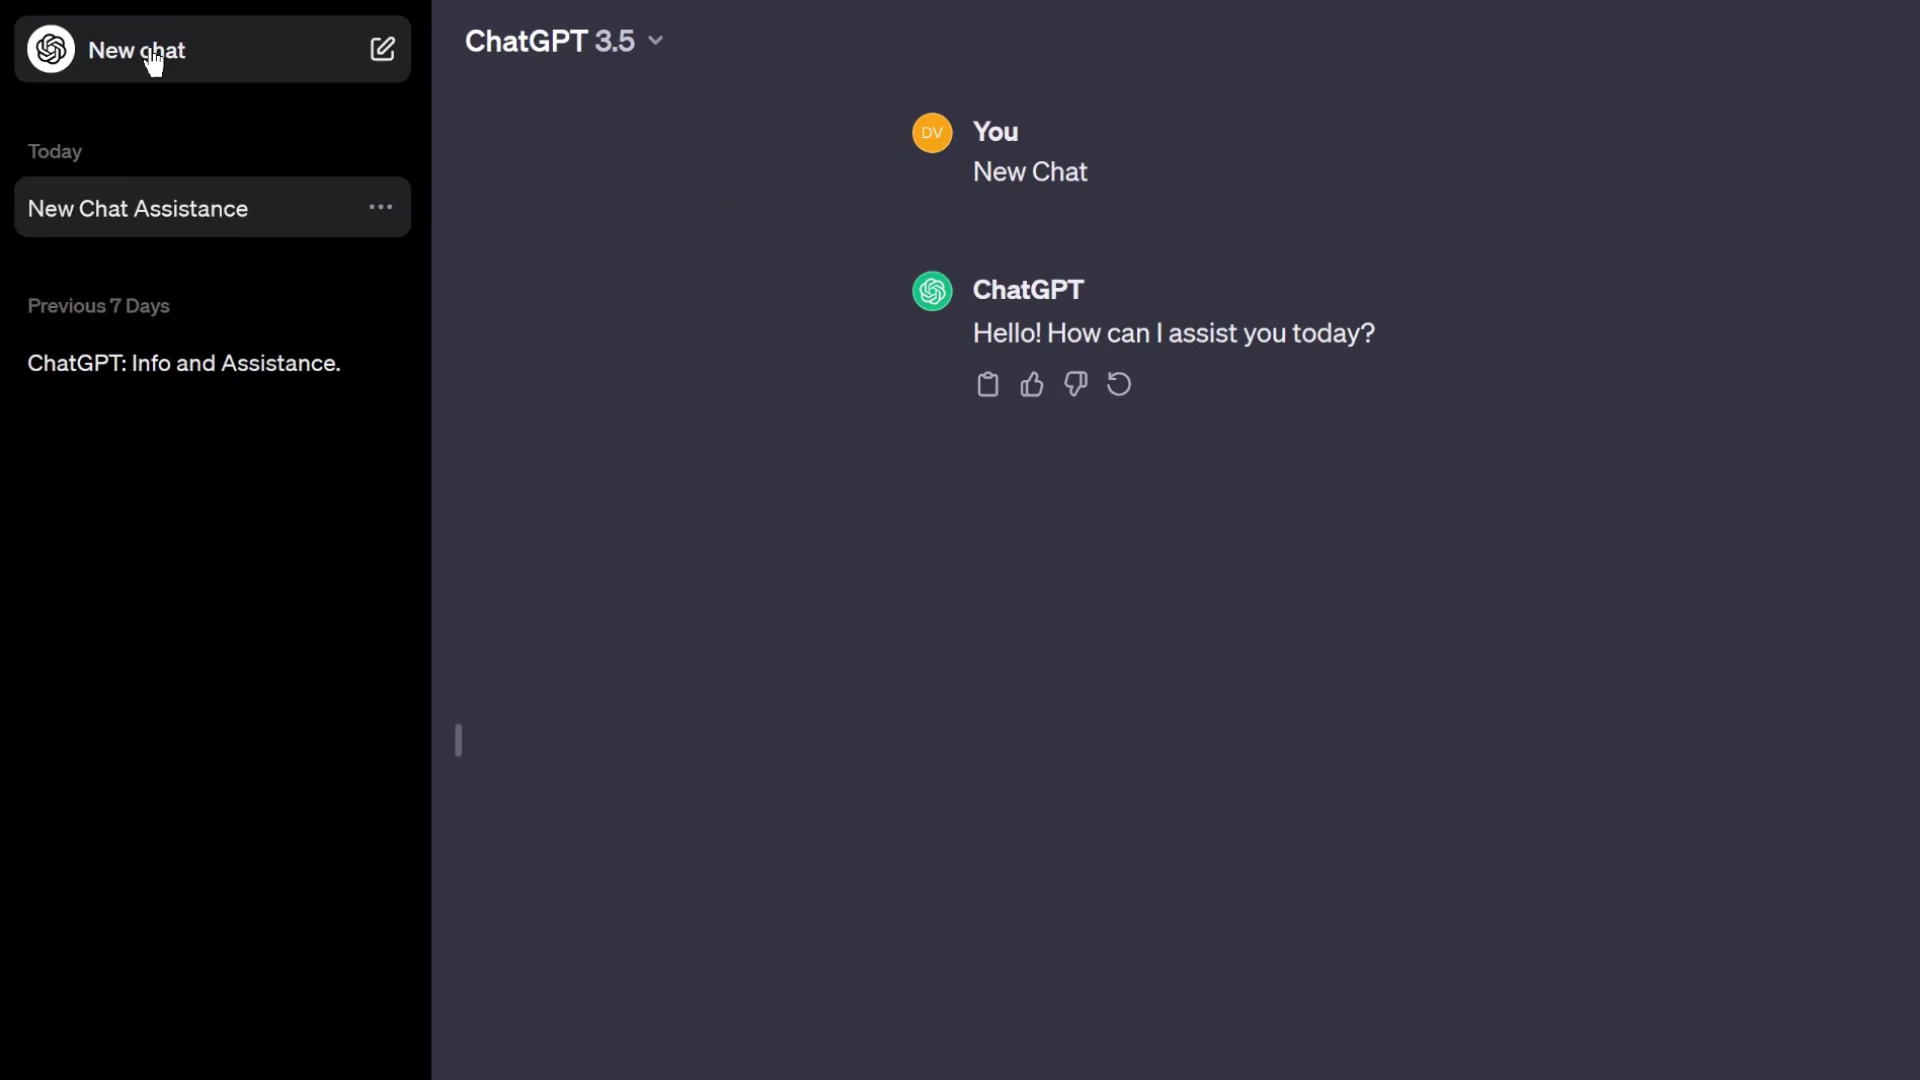 New chat
Today
New Chat Assistance
Previous 7 Days
ChatGPT: Info and Assistance.
ChatGPT 3.5
DV
You
New Chat
ChatGPT
Hello! How can I assist you today?